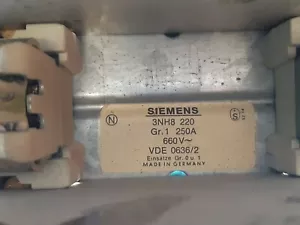 SIEMENS
N
3NH8 220
S
Gr.1 250A
660V~
VDE 0636/2
Einsätze Gr.0 u. 1
MADE IN GERMANY